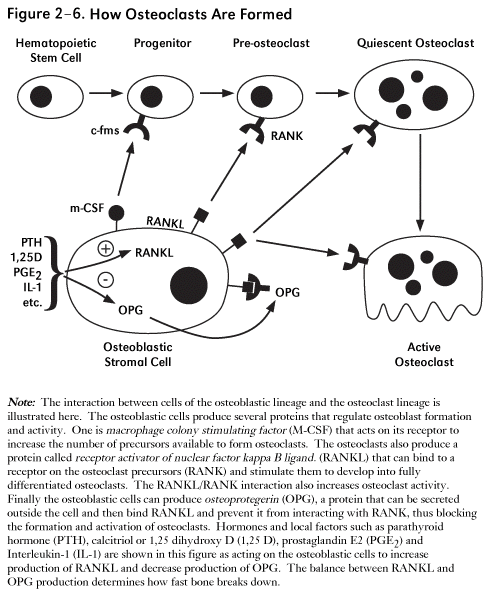 Figure 2–6. How Osteoclasts Are Formed
Hematopoietic
Stem Cell
Progenitor
Pre-osteoclast
Quiescent Osteoclast
c-fms
RANK
m-CSF
RANKL
PTH
1,25D
PGE2
IL-1
etc.
+
RANKL
-
OPG
OPG
Osteoblastic
Stromal Cell
Active
Osteoclast
Note: The interaction between cells of the osteoblastic lineage and the osteoclast lineage is
illustrated here. The osteoblastic cells produce several proteins that regulate osteoblast formation
and activity. One is macrophage colony stimulating factor (M-CSF) that acts on its receptor to
increase the number of precursors available to form osteoclasts. The osteoclasts also produce a
protein called receptor activator of nuclear factor kappa B ligand. (RANKL) that can bind to a
receptor on the osteoclast precursors (RANK) and stimulate them to develop into fully
differentiated osteoclasts. The RANKL/RANK interaction also increases osteoclast activity.
Finally the osteoblastic cells can produce osteoprotegerin (OPG), a protein that can be secreted
outside the cell and then bind RANKL and prevent it from interacting with RANK, thus blocking
the formation and activation of osteoclasts. Hormones and local factors such as parathyroid
hormone (PTH), calcitriol or 1,25 dihydroxy D (1,25 D), prostaglandin E2 (PGE2) and
Interleukin-1 (IL-1) are shown in this figure as acting on the osteoblastic cells to increase
production of RANKL and decrease production of OPG. The balance between RANKL and
OPG production determines how fast bone breaks down.